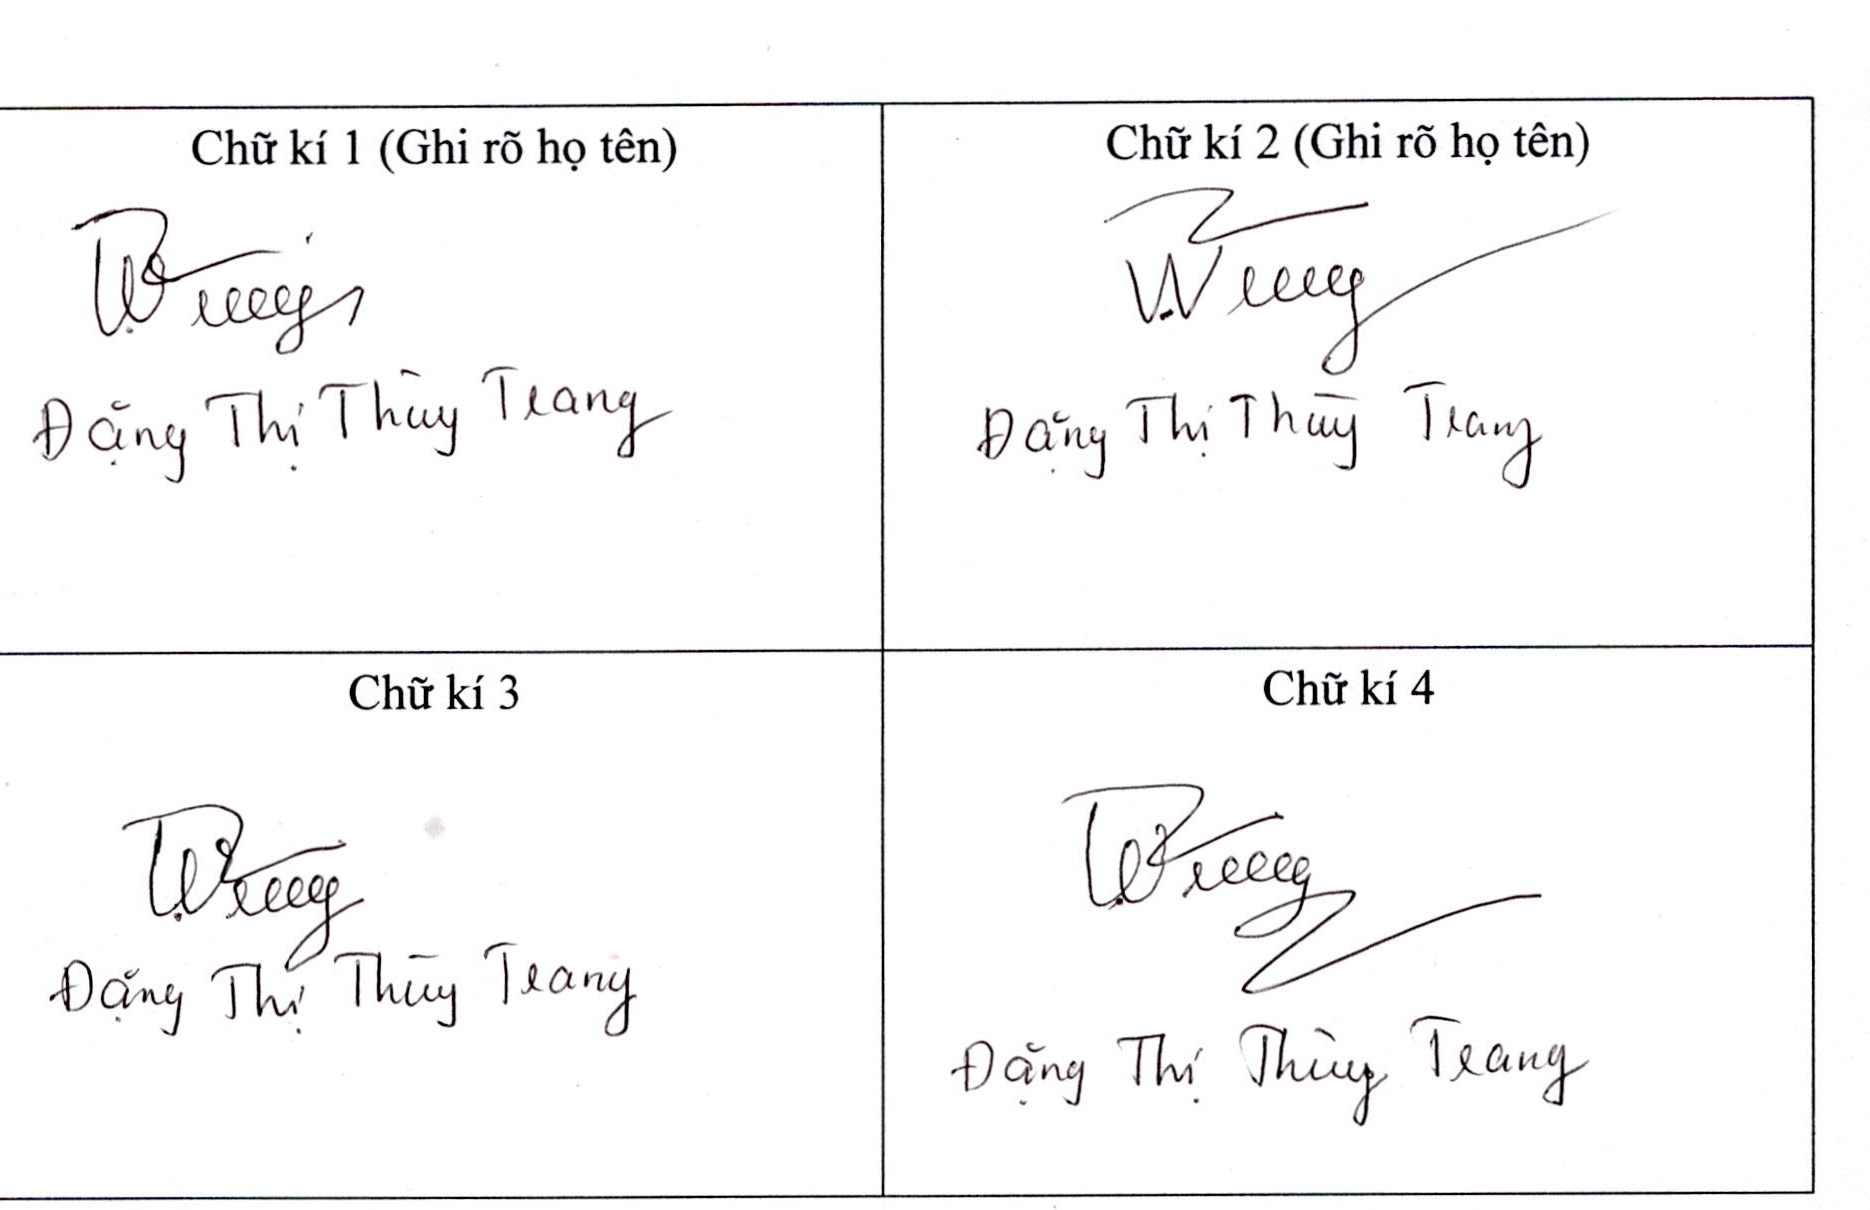 Chữ kí 1 (Ghi rõ họ tên)
Đặng Thị Thùy Trang
Chữ kí 2 (Ghi rõ họ tên)
Đặng Thị Thùy Trang
Chữ kí 3
Đặng Thị Thùy Trang
Chữ kí 4
Đặng Thị Thùy Trang